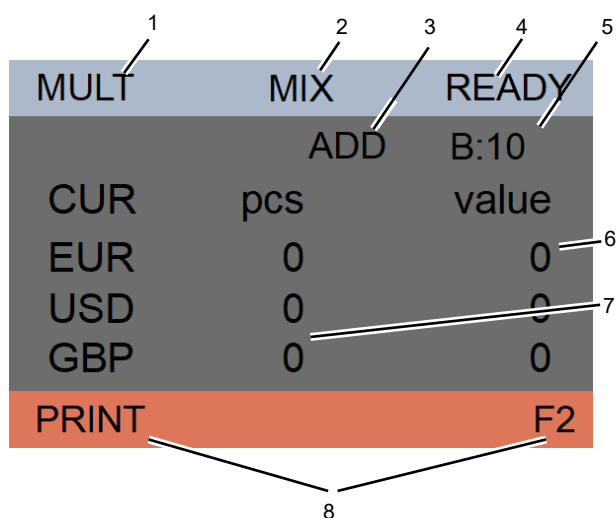 1 2 3 4 5
MULT MIX READY
ADD B:10
CUR pcs value
EUR 0 0 6
USD 0 0 7
GBP 0 0
PRINT F2
8